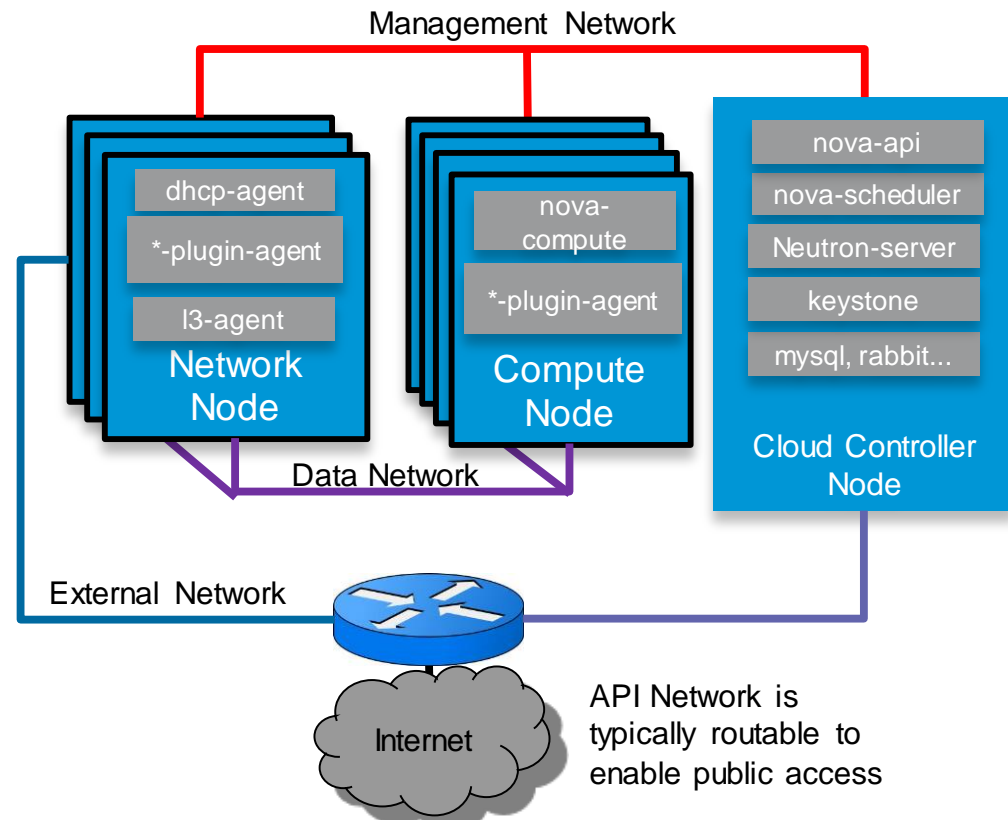 Management Network
dhcp-agent
*-plugin-agent
l3-agent
Network
Node
nova-
compute
*-plugin-agent
Compute
Node
nova-api
nova-scheduler
Neutron-server
keystone
mysql, rabbit...
Cloud Controller
Node
Data Network
External Network
Internet
API Network is
typically routable to
enable public access